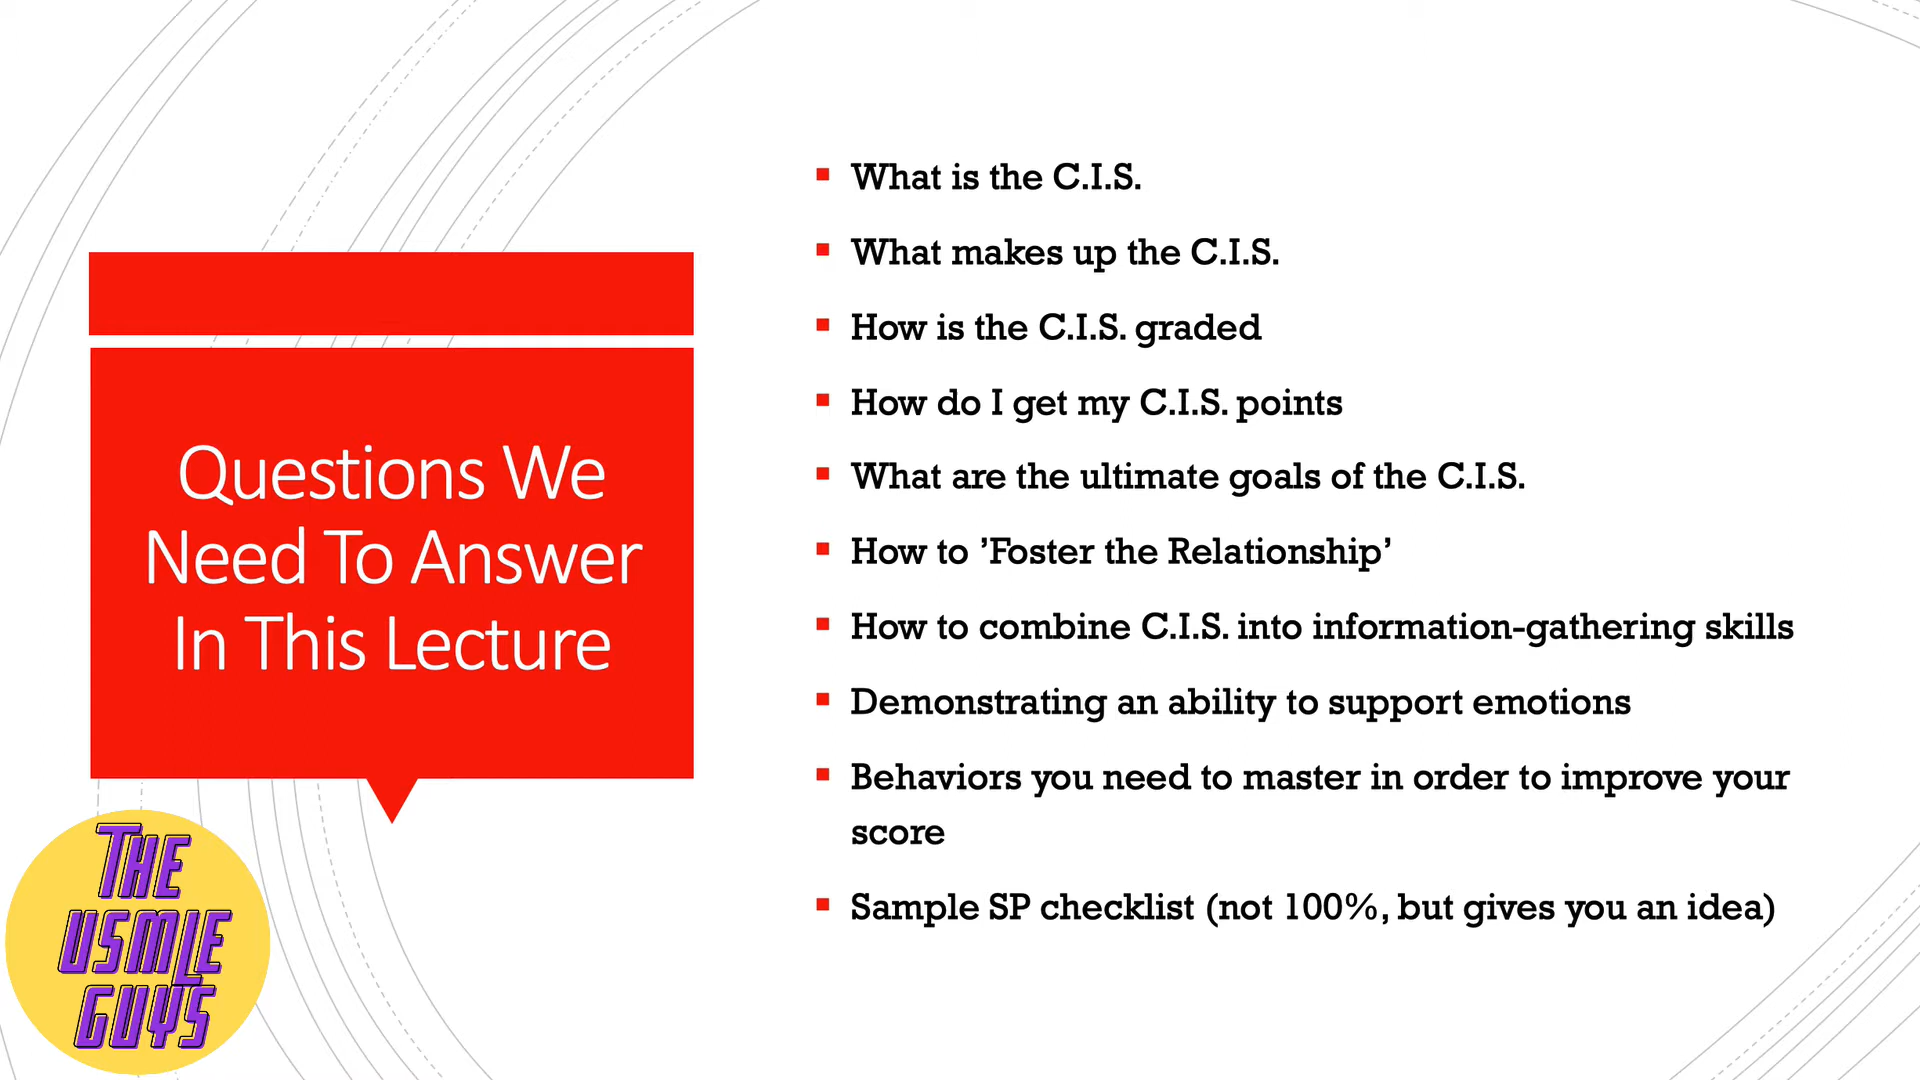 Questions We
Need To Answer
In This Lecture
What is the C.I.S.
What makes up the C.I.S.
How is the C.I.S. graded
How do I get my C.I.S. points
What are the ultimate goals of the C.I.S.
How to ’Foster the Relationship’
How to combine C.I.S. into information-gathering skills
Demonstrating an ability to support emotions
Behaviors you need to master in order to improve your
score
Sample SP checklist (not 100%, but gives you an idea)
THE
USMLE
GUYS